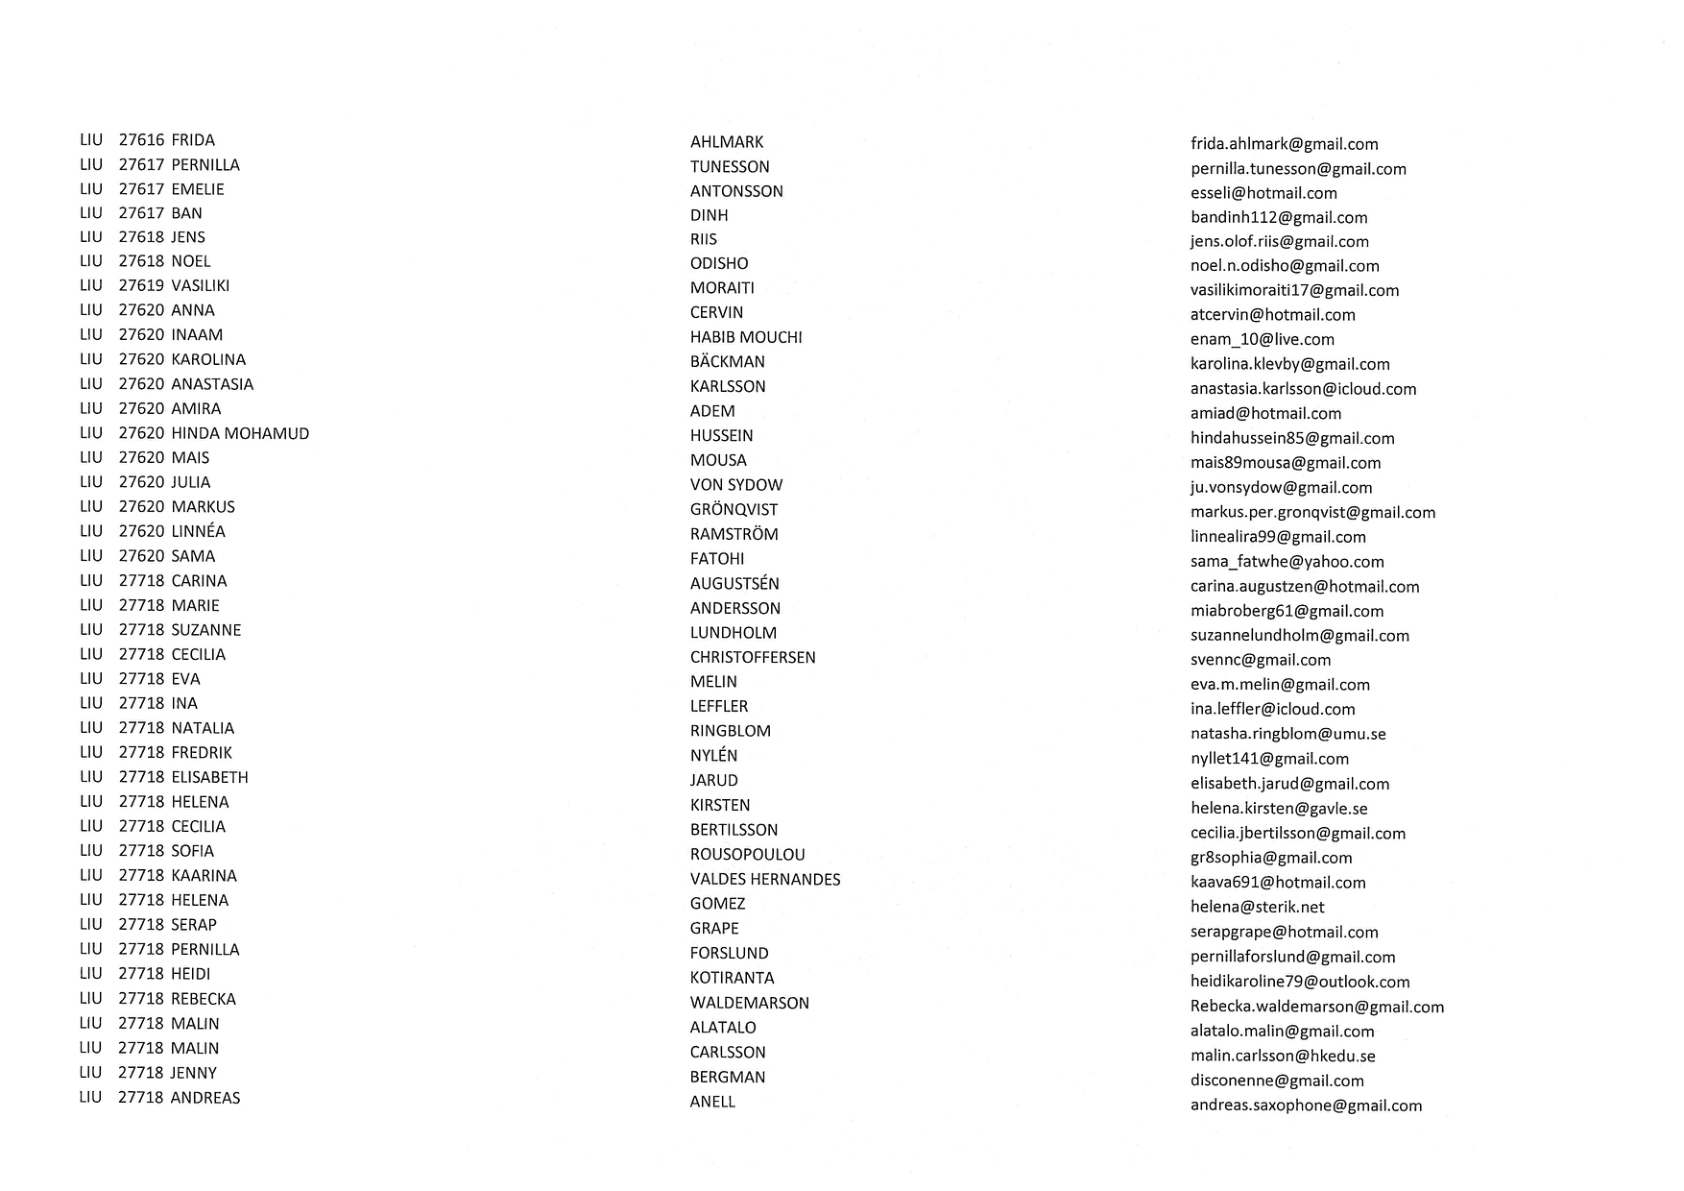 LIU 27616 FRIDA AHLMARK frida.ahlmark@gmail.com
LIU 27617 PERNILLA TUNESSON pernilla.tunesson@gmail.com
LIU 27617 EMELIE ANTONSSON esseli@hotmail.com
LIU 27617 BAN DINH bandinh112@gmail.com
LIU 27618 JENS RIIS jens.olof.riis@gmail.com
LIU 27618 NOEL ODISHO noel.n.odisho@gmail.com
LIU 27619 VASILIKI MORAITI vasilikimoraiti17@gmail.com
LIU 27620 ANNA CERVIN atcervin@hotmail.com
LIU 27620 INAAM HABIB MOUCHI enam_10@live.com
LIU 27620 KAROLINA BÄCKMAN karolina.klevby@gmail.com
LIU 27620 ANASTASIA KARLSSON anastasia.karlsson@icloud.com
LIU 27620 AMIRA ADEM amiad@hotmail.com
LIU 27620 HINDA MOHAMUD HUSSEIN hindahussein85@gmail.com
LIU 27620 MAIS MOUSA mais89mousa@gmail.com
LIU 27620 JULIA VON SYDOW ju.vonsydow@gmail.com
LIU 27620 MARKUS GRÖNQVIST markus.per.gronqvist@gmail.com
LIU 27620 LINNÉA RAMSTRÖM linnealira99@gmail.com
LIU 27620 SAMA FATOHI sama_fatwhe@yahoo.com
LIU 27718 CARINA AUGUSTSÉN carina.augustzen@hotmail.com
LIU 27718 MARIE ANDERSSON miabroberg61@gmail.com
LIU 27718 SUZANNE LUNDHOLM suzannelundholm@gmail.com
LIU 27718 CECILIA CHRISTOFFERSEN svennc@gmail.com
LIU 27718 EVA MELIN eva.m.melin@gmail.com
LIU 27718 INA LEFFLER ina.leffler@icloud.com
LIU 27718 NATALIA RINGBLOM natasha.ringblom@umu.se
LIU 27718 FREDRIK NYLÉN nyllet141@gmail.com
LIU 27718 ELISABETH JARUD elisabeth.jarud@gmail.com
LIU 27718 HELENA KIRSTEN helena.kirsten@gavle.se
LIU 27718 CECILIA BERTILSSON cecilia.jbertilsson@gmail.com
LIU 27718 SOFIA ROUSOPOULOU gr8sophia@gmail.com
LIU 27718 KAARINA VALDES HERNANDES kaava691@hotmail.com
LIU 27718 HELENA GOMEZ helena@sterik.net
LIU 27718 SERAP GRAPE serapgrape@hotmail.com
LIU 27718 PERNILLA FORSLUND pernillaforslund@gmail.com
LIU 27718 HEIDI KOTIRANTA heidikaroline79@outlook.com
LIU 27718 REBECKA WALDEMARSON Rebecka.waldemarson@gmail.com
LIU 27718 MALIN ALATALO alatalo.malin@gmail.com
LIU 27718 MALIN CARLSSON malin.carlsson@hkedu.se
LIU 27718 JENNY BERGMAN disconenne@gmail.com
LIU 27718 ANDREAS ANELL andreas.saxophone@gmail.com